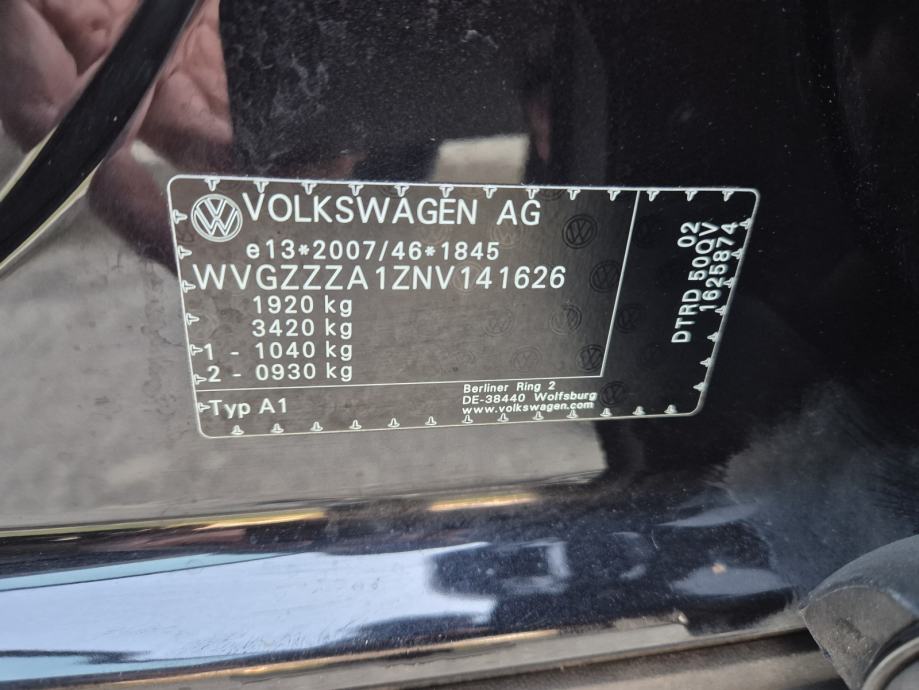 VOLKSWAGEN AG
e13*2007/46*1845
WVGZZZA1ZNV141626
1920 kg
3420 kg
1 - 1040 kg
2 - 0930 kg
Typ A1
Berliner Ring 2
DE-38440 Wolfsburg
www.volkswagen.com
DTRD 50QV 02
1625874